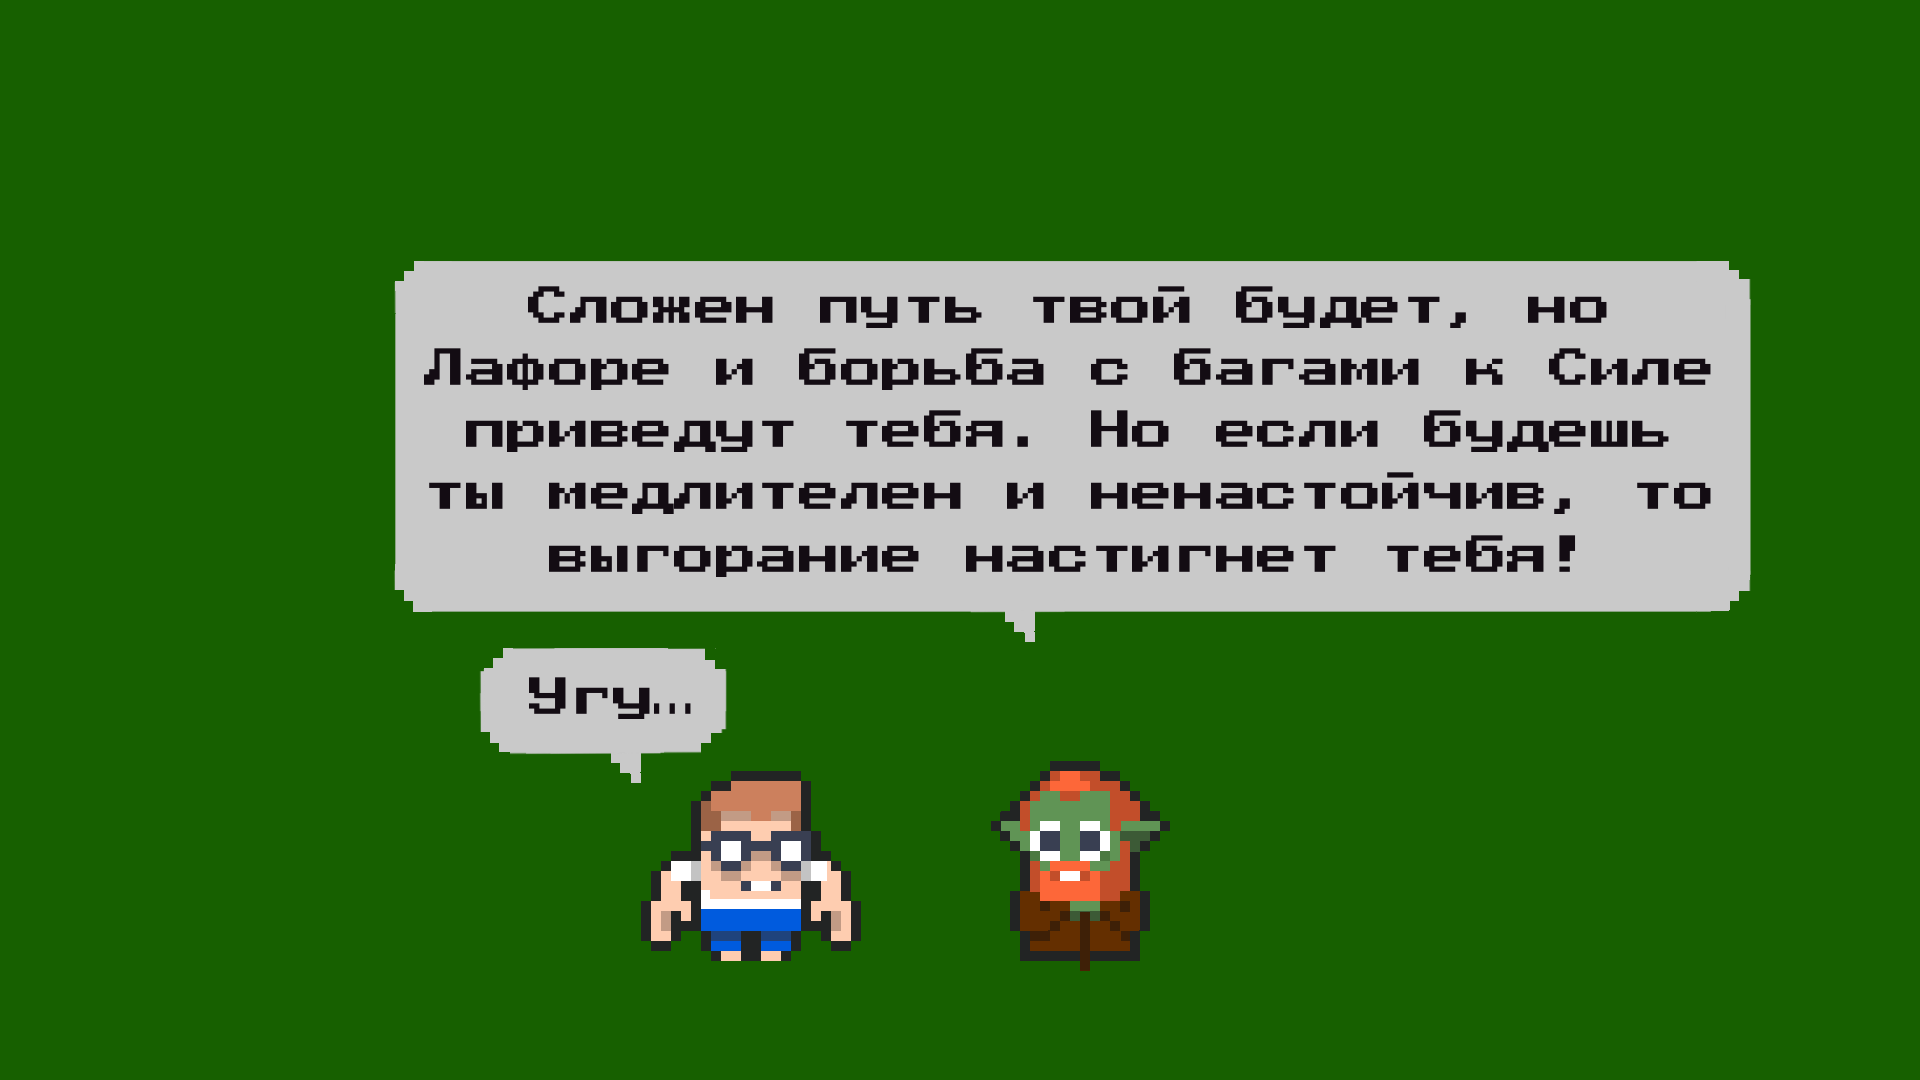 Сложен путь твой будет, но
Лафоре и борьба с багами к Силе
приведут тебя. Но если будешь
ты медлителен и ненастойчив, то
выгорание настигнет тебя!
Угу...